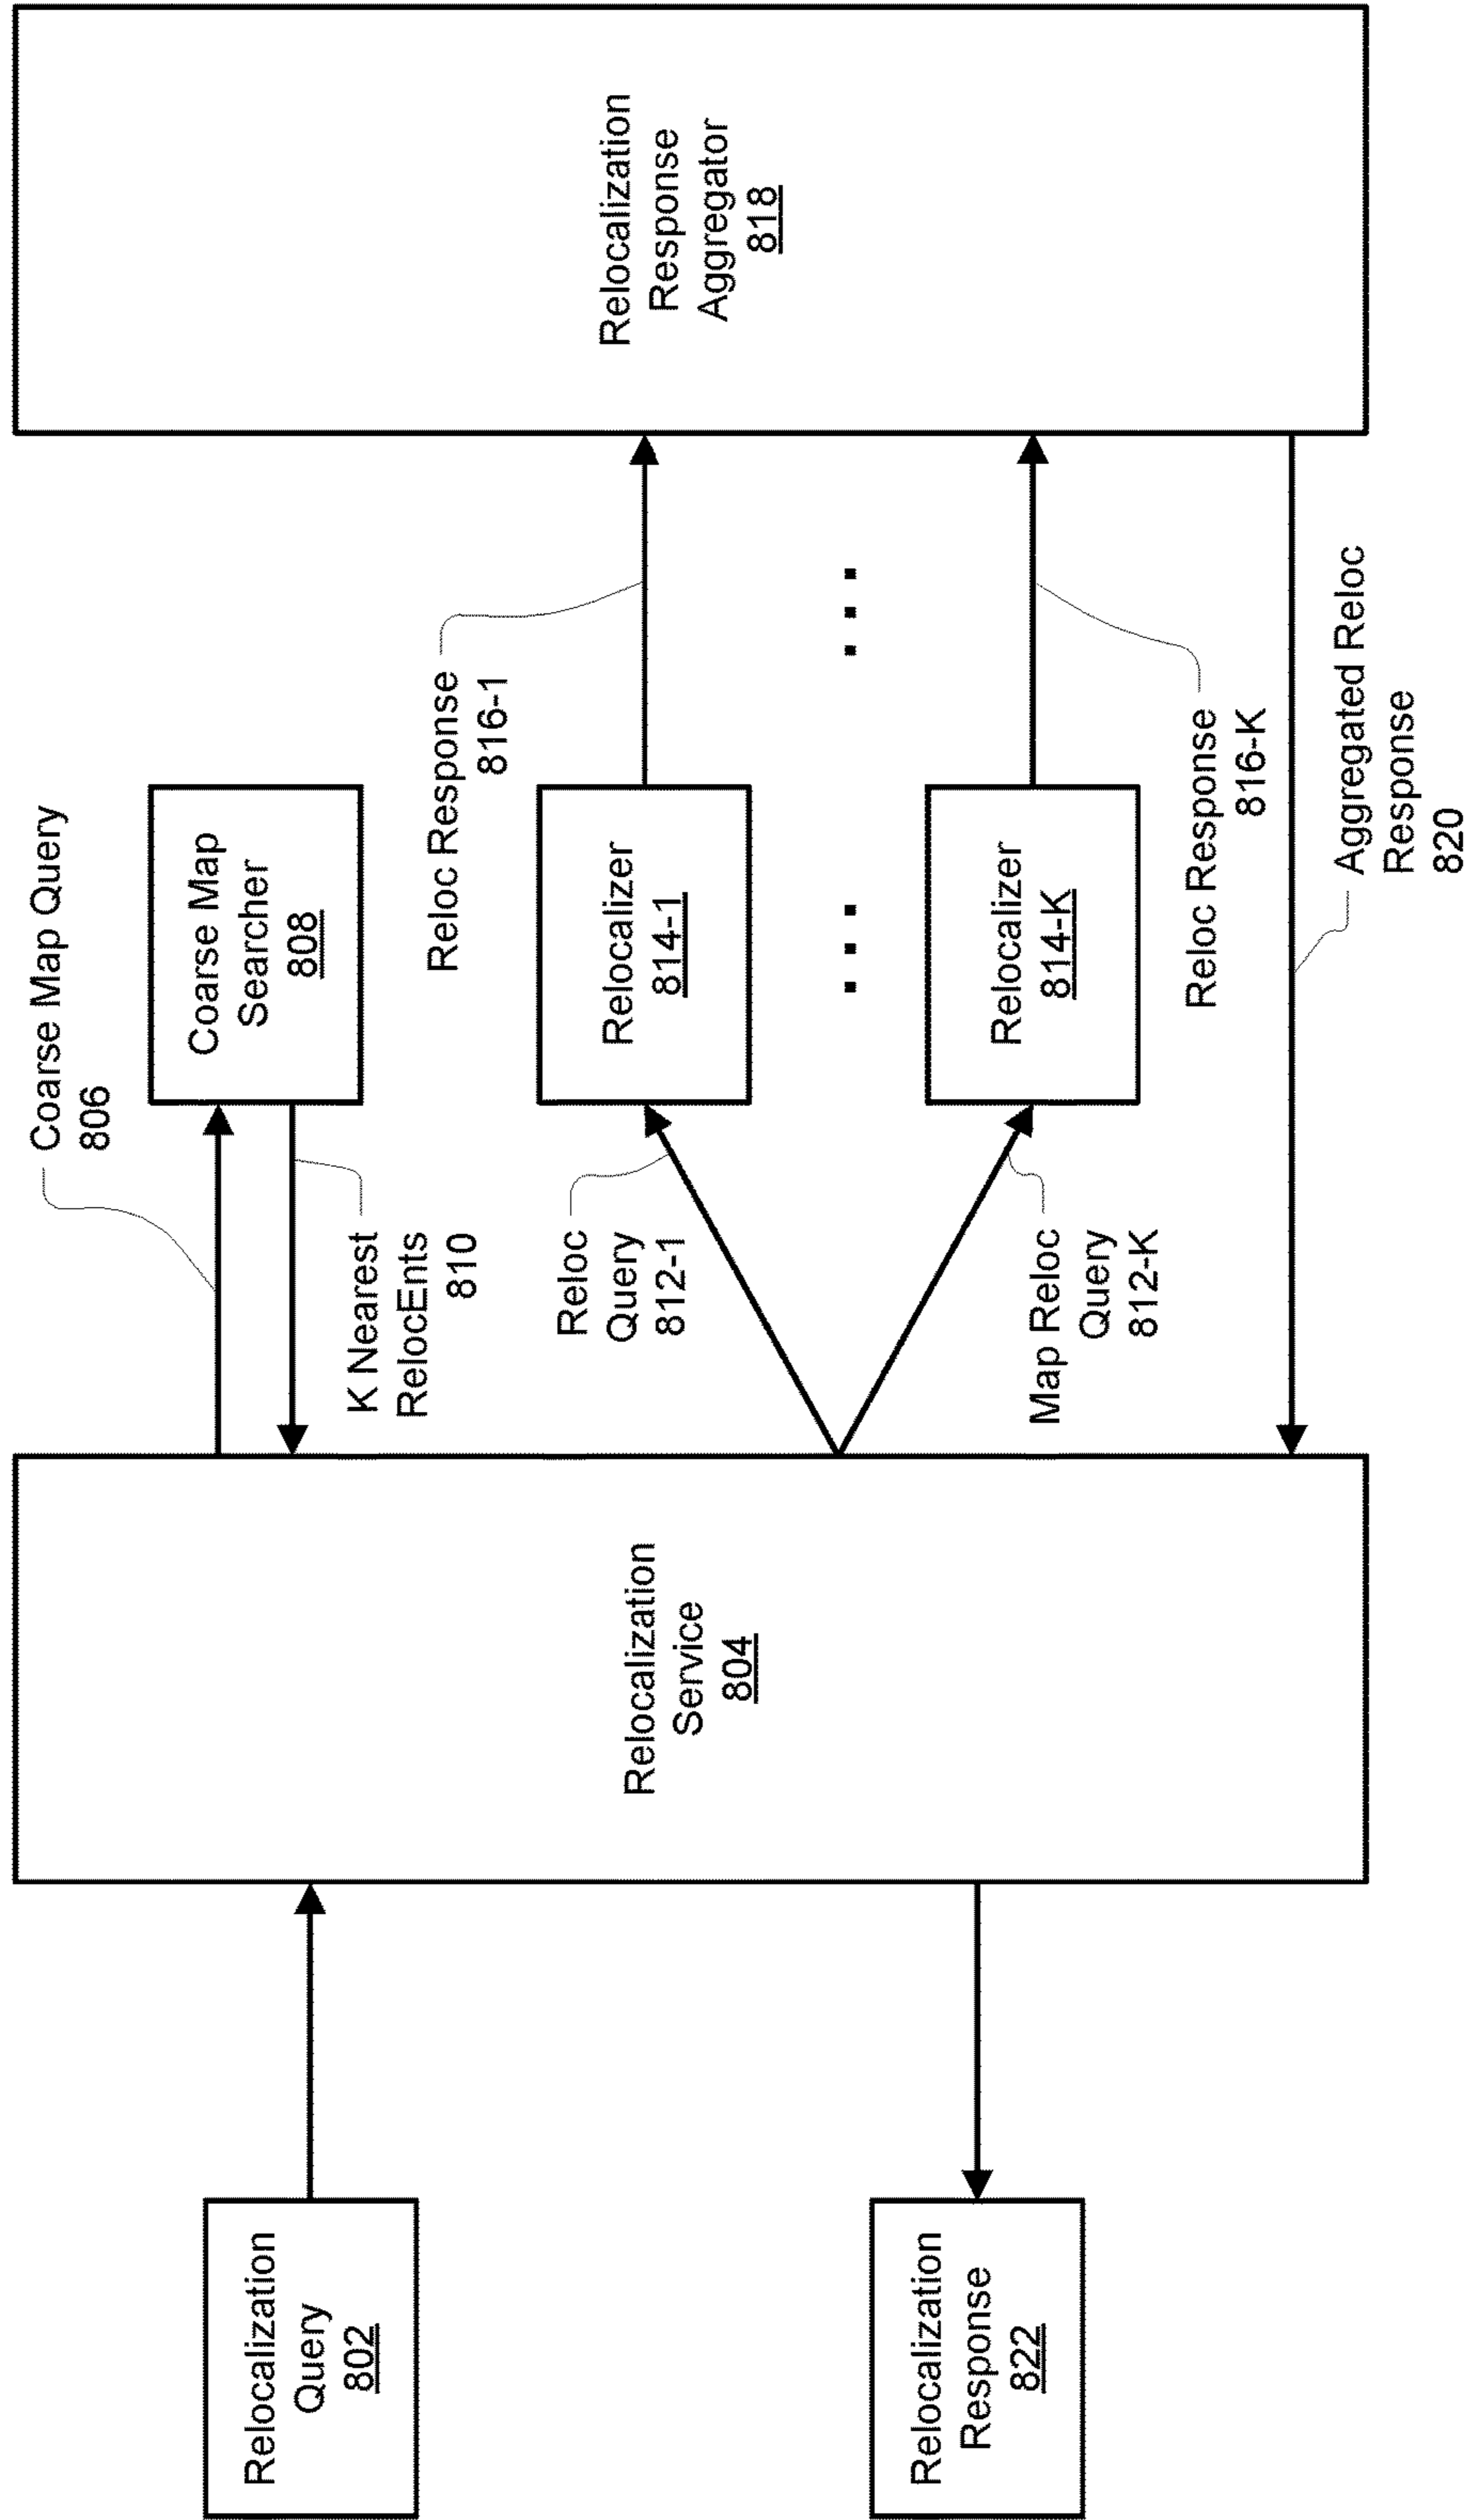 Relocalization
Query
802
Relocalization
Response
822
Relocalization
Service
804
Coarse Map Query
806
K Nearest
RelocEnts
810
Coarse Map
Searcher
808
Reloc
Query
812-1
Relocalizer
814-1
Reloc Response
816-1
Map Reloc
Query
812-K
Relocalizer
814-K
Reloc Response
816-K
Aggregated Reloc
Response
820
Relocalization
Response
Aggregator
818